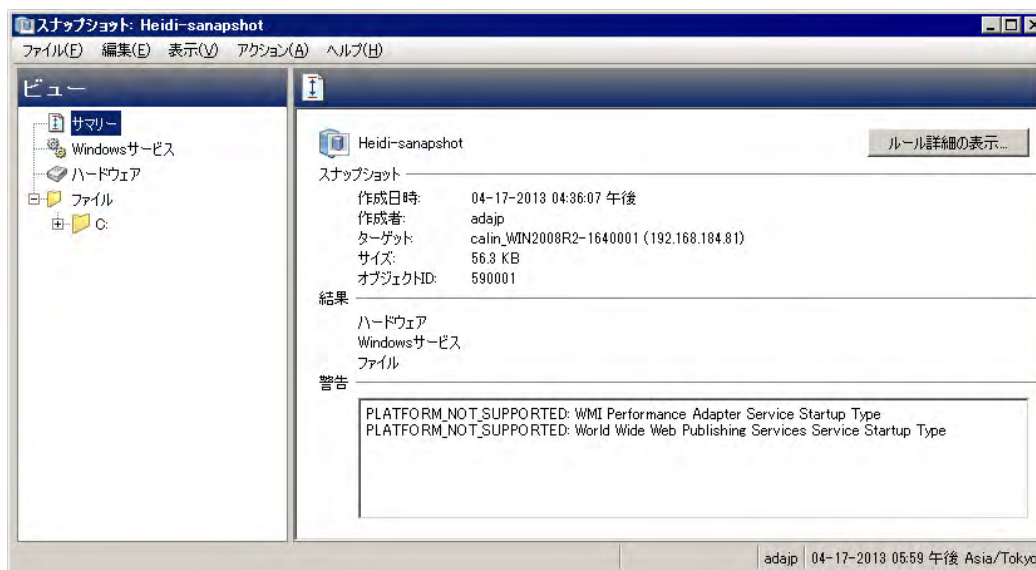 スナップショット: Heidi-sanapshot
ファイル(F) 編集(E) 表示(V) アクション(A) ヘルプ(H)
ビュー
サマリー
Windowsサービス
ハードウェア
ファイル
C:
Heidi-sanapshot
ルール詳細の表示...
スナップショット
作成日時: 04-17-2013 04:36:07 午後
作成者: adajp
ターゲット: calin_WIN2008R2-1640001 (192.168.184.81)
サイズ: 56.3 KB
オブジェクトID: 590001
結果
ハードウェア
Windowsサービス
ファイル
警告
PLATFORM_NOT_SUPPORTED: WMI Performance Adapter Service Startup Type
PLATFORM_NOT_SUPPORTED: World Wide Web Publishing Services Service Startup Type
adajp 04-17-2013 05:59 午後 Asia/Tokyo